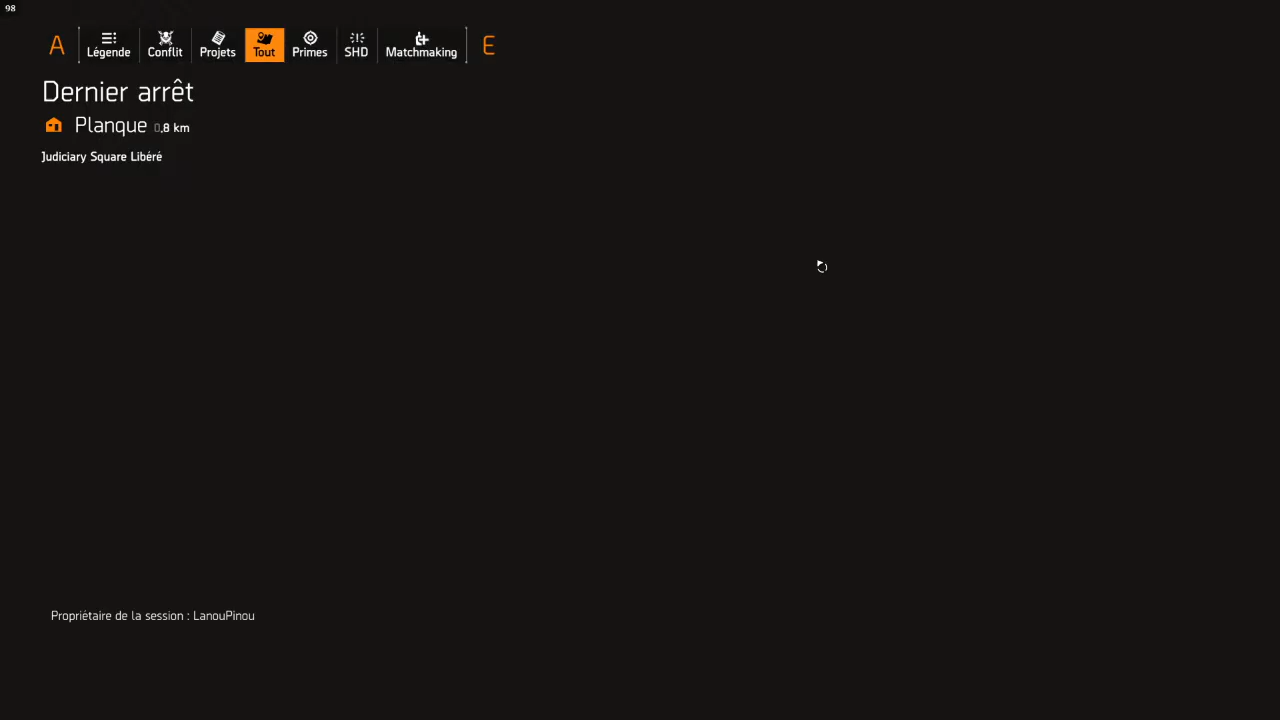 98
A Légende Conflit Projets Tout Primes SHD Matchmaking E
Dernier arrêt
Planque 0,8 km
Judiciary Square Libéré
Propriétaire de la session : LanouPinou